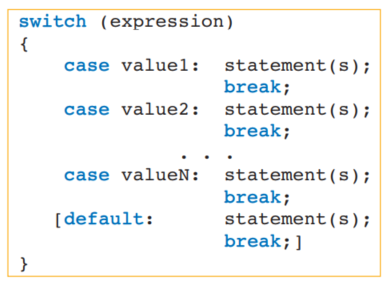 switch (expression)
{
    case value1:  statement(s);
                  break;
    case value2:  statement(s);
                  break;
              . . .
    case valueN:  statement(s);
                  break;
   [default:      statement(s);
                  break;]
}